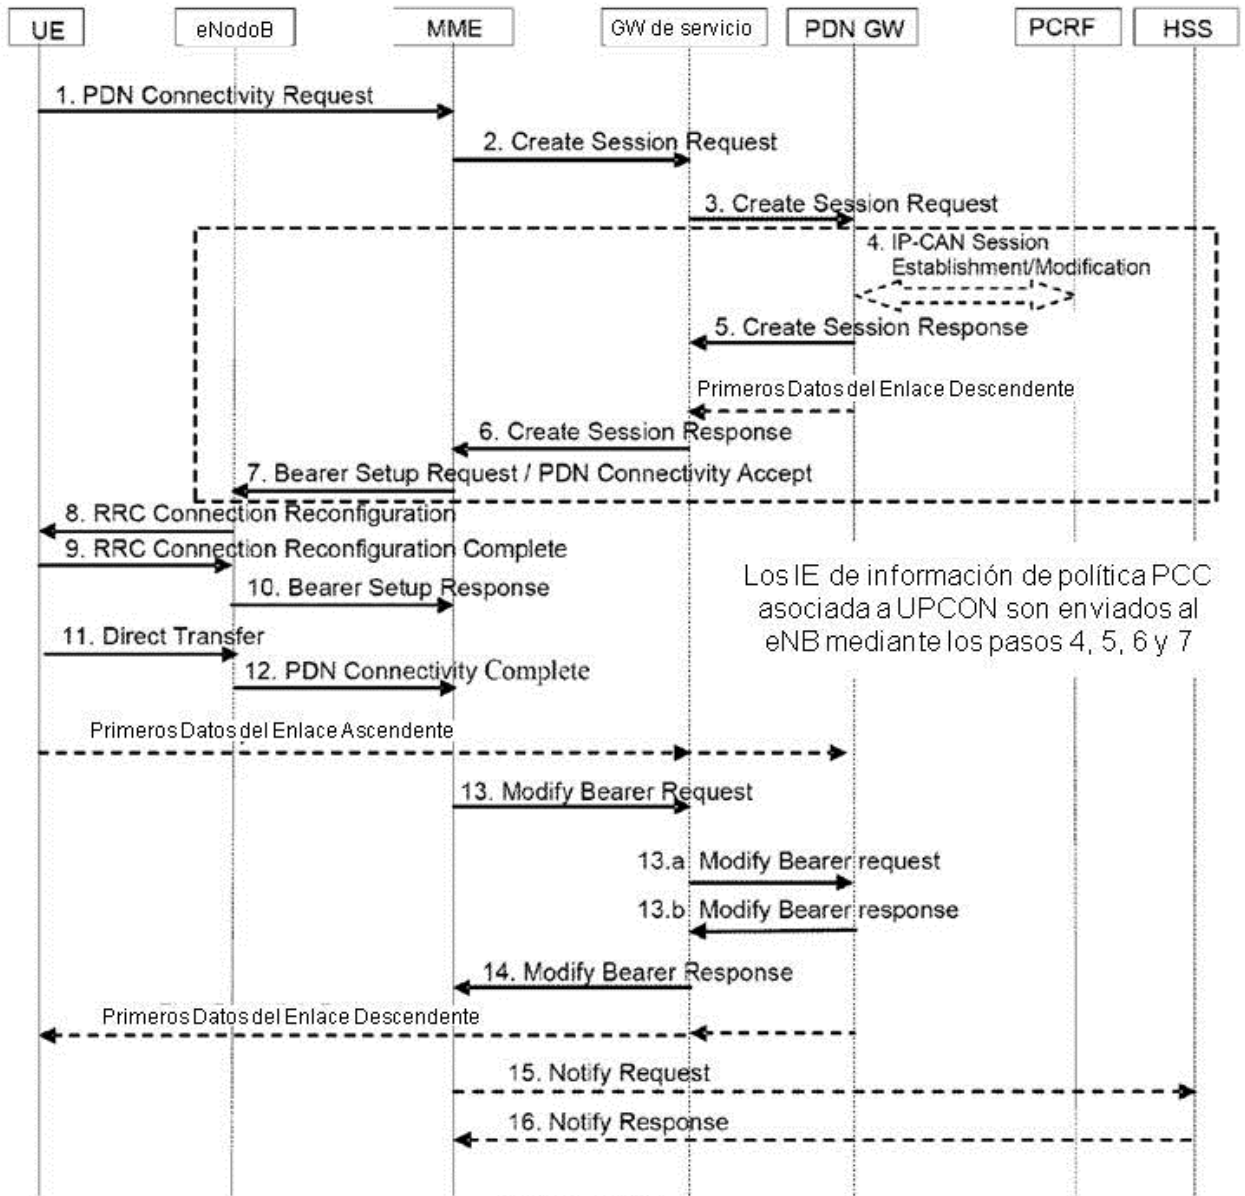 UE
eNodoB
MME
GW de servicio
PDN GW
PCRF
HSS
1. PDN Connectivity Request
2. Create Session Request
3. Create Session Request
4. IP-CAN Session
Establishment/Modification
5. Create Session Response
Primeros Datos del Enlace Descendente
6. Create Session Response
7. Bearer Setup Request / PDN Connectivity Accept
8. RRC Connection Reconfiguration
9. RRC Connection Reconfiguration Complete
10. Bearer Setup Response
Los IE de información de política PCC
asociada a UPCON son enviados al
eNB mediante los pasos 4, 5, 6 y 7
11. Direct Transfer
12. PDN Connectivity Complete
Primeros Datos del Enlace Ascendente
13. Modify Bearer Request
13.a Modify Bearer request
13.b Modify Bearer response
14. Modify Bearer Response
Primeros Datos del Enlace Descendente
15. Notify Request
16. Notify Response